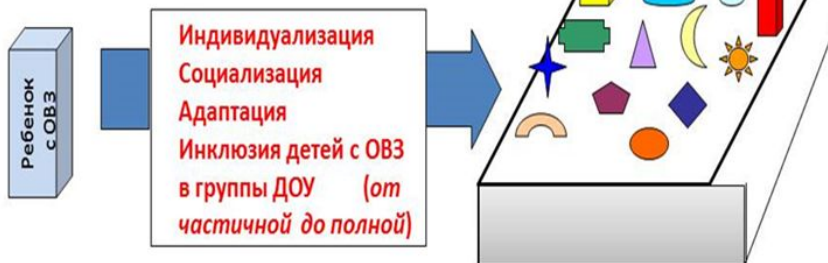 Ребенок
с ОВЗ
Индивидуализация
Социализация
Адаптация
Инклюзия детей с ОВЗ
в группы ДОУ (от
частичной до полной)